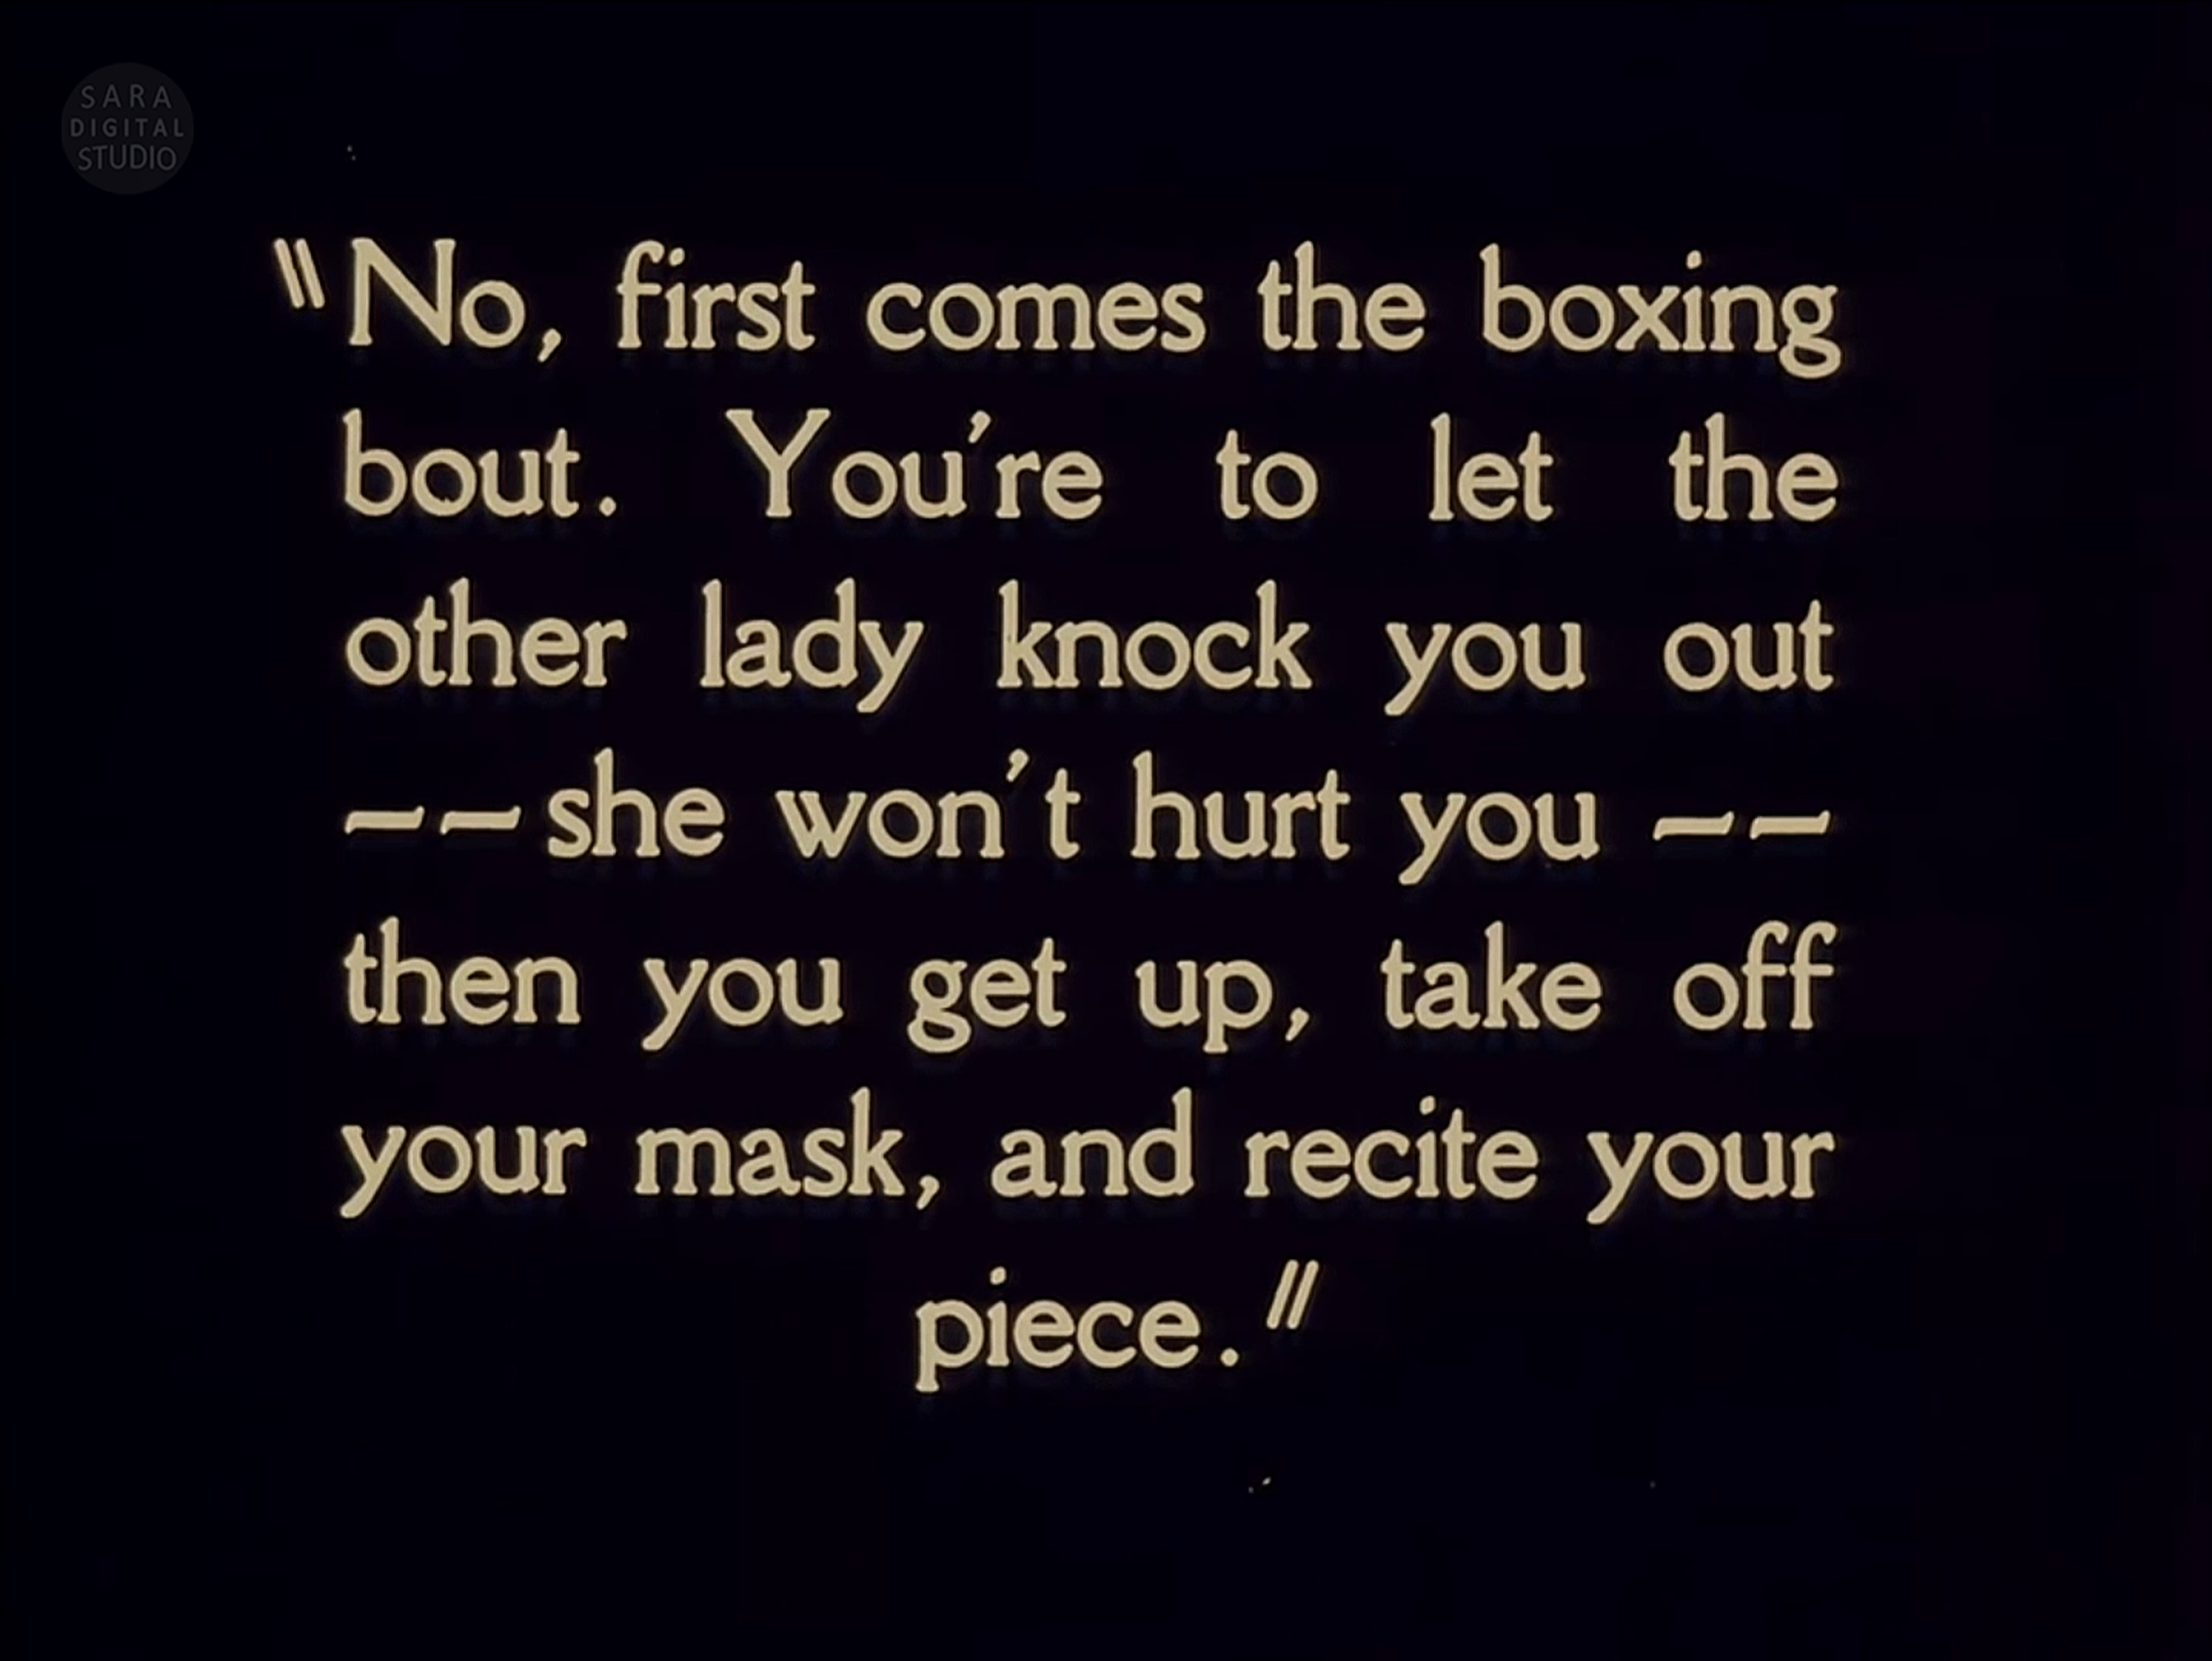 SARA
DIGITAL
STUDIO
"No, first comes the boxing
bout. You're to let the
other lady knock you out
--she won't hurt you --
then you get up, take off
your mask, and recite your
piece."